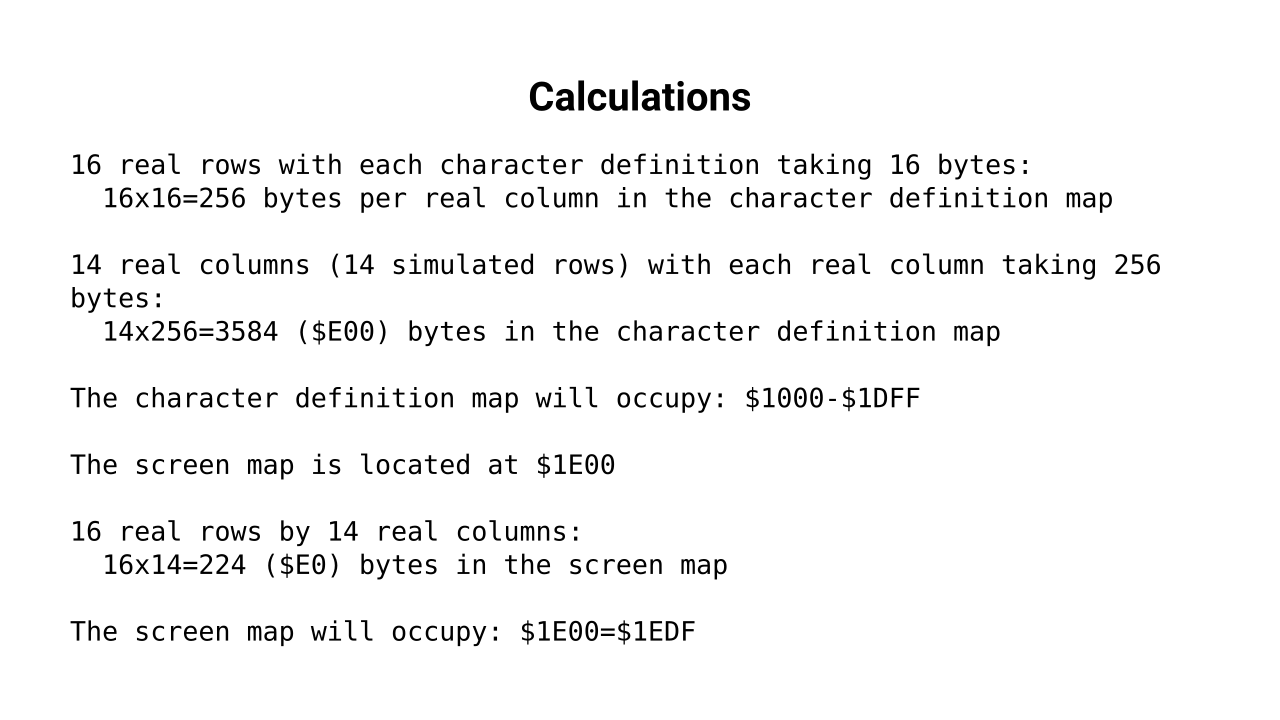 Calculations
16 real rows with each character definition taking 16 bytes:
16x16=256 bytes per real column in the character definition map
14 real columns (14 simulated rows) with each real column taking 256
bytes:
14x256=3584 ($E00) bytes in the character definition map
The character definition map will occupy: $1000-$1DFF
The screen map is located at $1E00
16 real rows by 14 real columns:
16x14=224 ($E0) bytes in the screen map
The screen map will occupy: $1E00=$1EDF